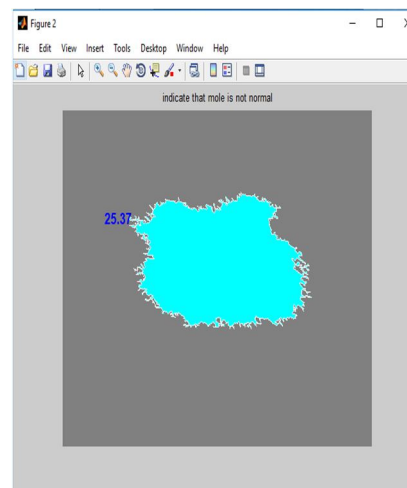 Figure 2
File Edit View Insert Tools Desktop Window Help
indicate that mole is not normal
25.37